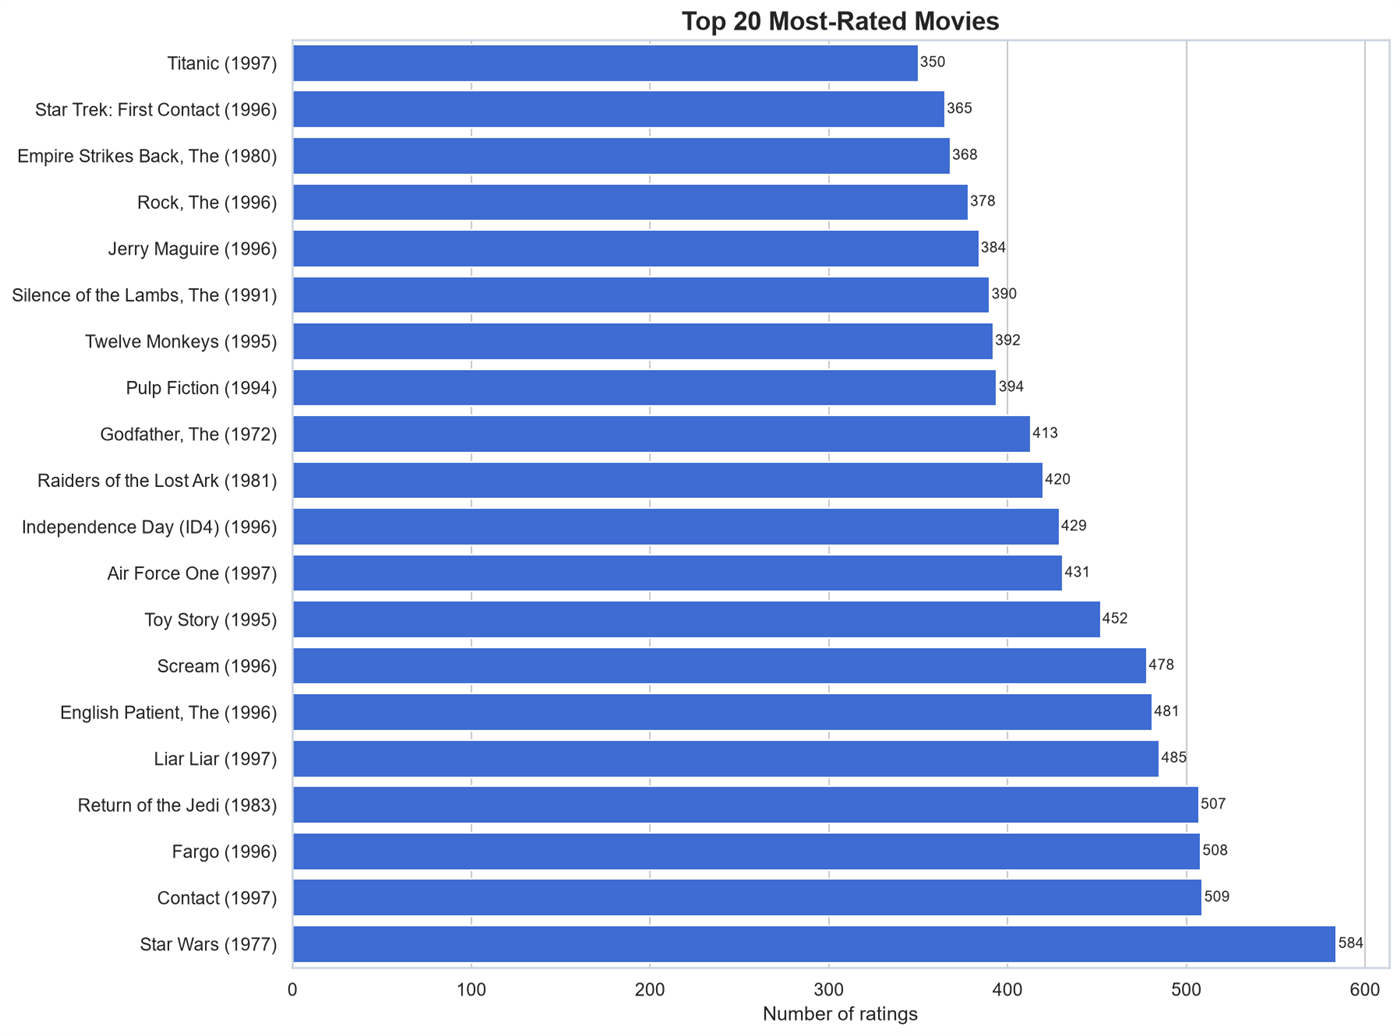 Top 20 Most-Rated Movies
Titanic (1997) 350
Star Trek: First Contact (1996) 365
Empire Strikes Back, The (1980) 368
Rock, The (1996) 378
Jerry Maguire (1996) 384
Silence of the Lambs, The (1991) 390
Twelve Monkeys (1995) 392
Pulp Fiction (1994) 394
Godfather, The (1972) 413
Raiders of the Lost Ark (1981) 420
Independence Day (ID4) (1996) 429
Air Force One (1997) 431
Toy Story (1995) 452
Scream (1996) 478
English Patient, The (1996) 481
Liar Liar (1997) 485
Return of the Jedi (1983) 507
Fargo (1996) 508
Contact (1997) 509
Star Wars (1977) 584
0 100 200 300 400 500 600
Number of ratings